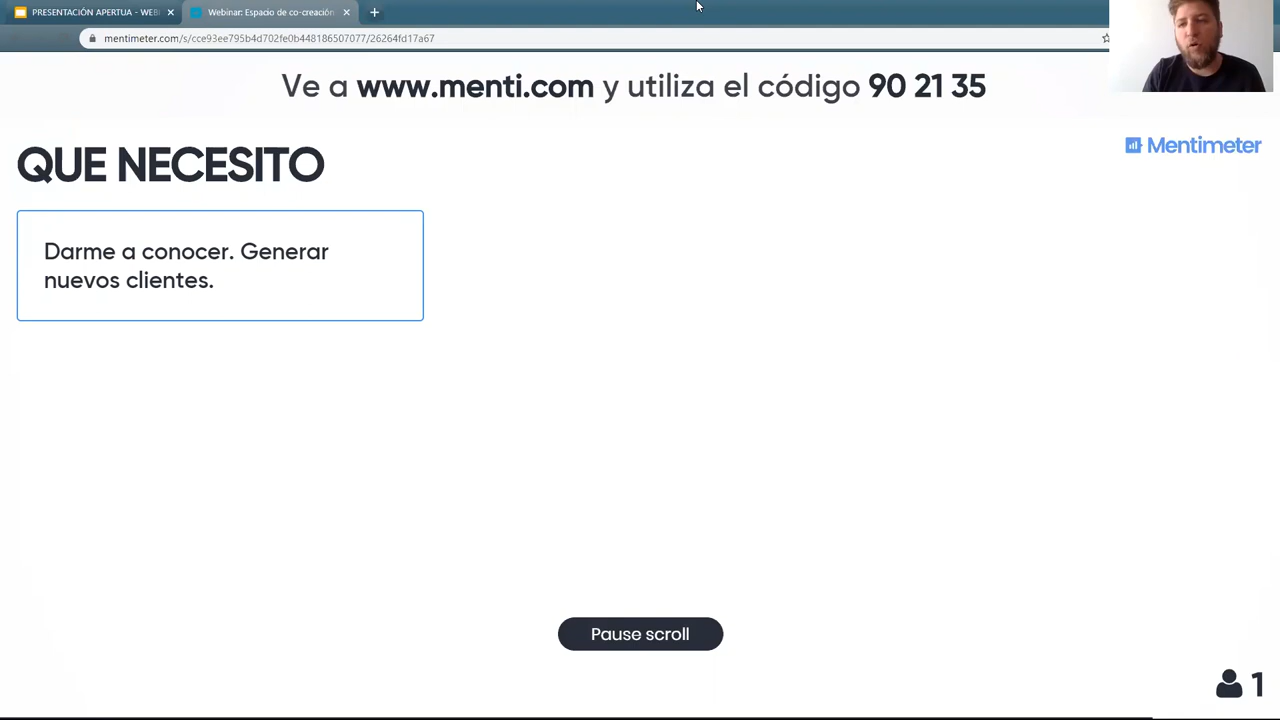 PRESENTACIÓN APERTUA - WEBI
Webinar: Espacio de co-creación
mentimeter.com/s/cce93ee795b4d702fe0b448186507077/26264fd17a67
Ve a www.menti.com y utiliza el código 90 21 35
Mentimeter
QUE NECESITO
Darme a conocer. Generar
nuevos clientes.
Pause scroll
1